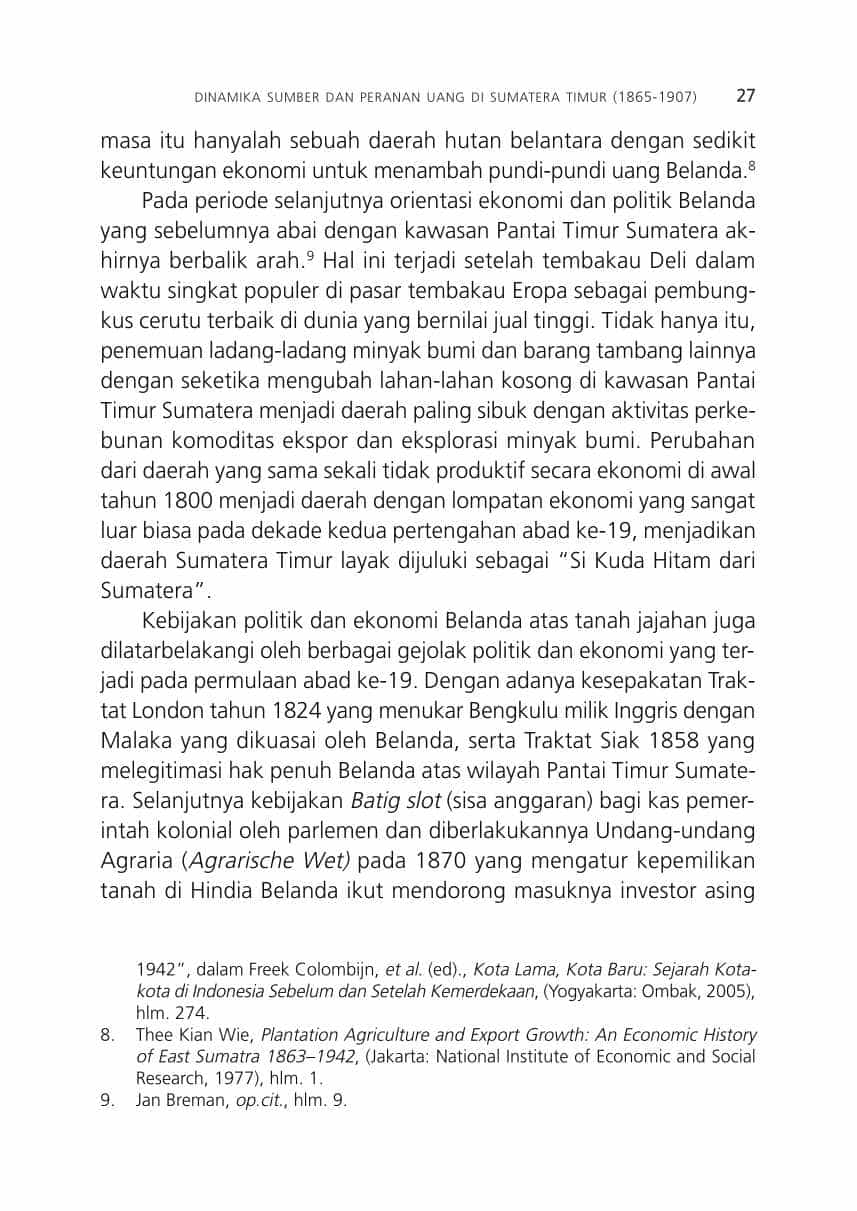 DINAMIKA SUMBER DAN PERANAN UANG DI SUMATERA TIMUR (1865-1907) 27
masa itu hanyalah sebuah daerah hutan belantara dengan sedikit
keuntungan ekonomi untuk menambah pundi-pundi uang Belanda.⁸
Pada periode selanjutnya orientasi ekonomi dan politik Belanda
yang sebelumnya abai dengan kawasan Pantai Timur Sumatera ak-
hirnya berbalik arah.⁹ Hal ini terjadi setelah tembakau Deli dalam
waktu singkat populer di pasar tembakau Eropa sebagai pembung-
kus cerutu terbaik di dunia yang bernilai jual tinggi. Tidak hanya itu,
penemuan ladang-ladang minyak bumi dan barang tambang lainnya
dengan seketika mengubah lahan-lahan kosong di kawasan Pantai
Timur Sumatera menjadi daerah paling sibuk dengan aktivitas perke-
bunan komoditas ekspor dan eksplorasi minyak bumi. Perubahan
dari daerah yang sama sekali tidak produktif secara ekonomi di awal
tahun 1800 menjadi daerah dengan lompatan ekonomi yang sangat
luar biasa pada dekade kedua pertengahan abad ke-19, menjadikan
daerah Sumatera Timur layak dijuluki sebagai “Si Kuda Hitam dari
Sumatera”.
Kebijakan politik dan ekonomi Belanda atas tanah jajahan juga
dilatarbelakangi oleh berbagai gejolak politik dan ekonomi yang ter-
jadi pada permulaan abad ke-19. Dengan adanya kesepakatan Trak-
tat London tahun 1824 yang menukar Bengkulu milik Inggris dengan
Malaka yang dikuasai oleh Belanda, serta Traktat Siak 1858 yang
melegitimasi hak penuh Belanda atas wilayah Pantai Timur Sumate-
ra. Selanjutnya kebijakan Batig slot (sisa anggaran) bagi kas pemer-
intah kolonial oleh parlemen dan diberlakukannya Undang-undang
Agraria (Agrarische Wet) pada 1870 yang mengatur kepemilikan
tanah di Hindia Belanda ikut mendorong masuknya investor asing
1942”, dalam Freek Colombijn, et al. (ed)., Kota Lama, Kota Baru: Sejarah Kota-
kota di Indonesia Sebelum dan Setelah Kemerdekaan, (Yogyakarta: Ombak, 2005),
hlm. 274.
8. Thee Kian Wie, Plantation Agriculture and Export Growth: An Economic History
of East Sumatra 1863–1942, (Jakarta: National Institute of Economic and Social
Research, 1977), hlm. 1.
9. Jan Breman, op.cit., hlm. 9.